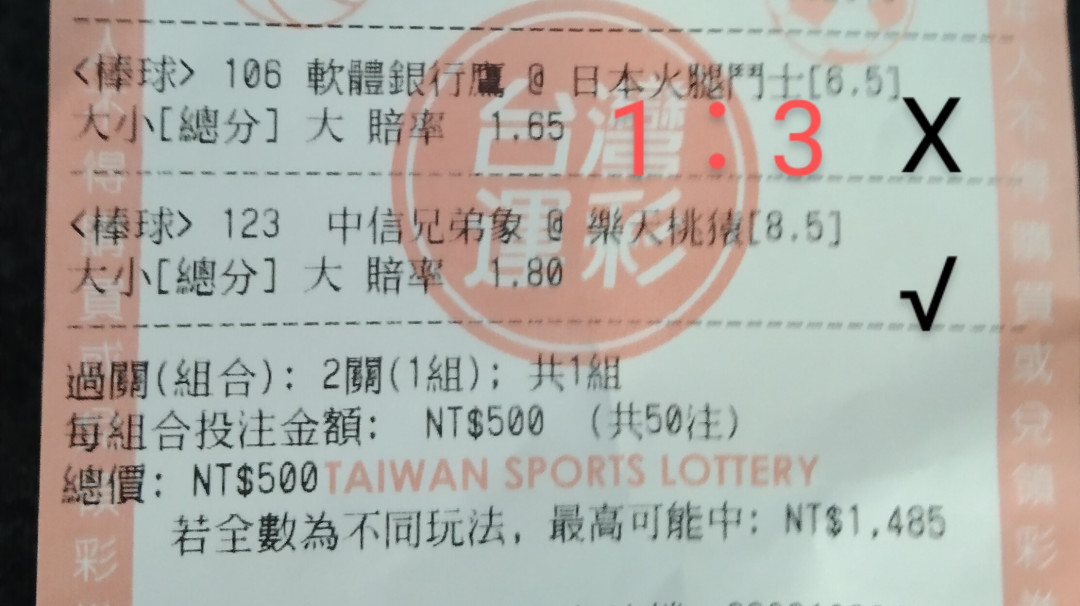 <棒球> 106 軟體銀行鷹 @ 日本火腿鬥士[6.5]
大小[總分] 大 賠率 1.65
1：3 X
<棒球> 123 中信兄弟象 @ 樂天桃猿[8.5]
大小[總分] 大 賠率 1.80
√
台灣
運彩
過關(組合): 2關(1組); 共1組
每組合投注金額: NT$500 (共50注)
總價: NT$500
TAIWAN SPORTS LOTTERY
若全數為不同玩法, 最高可能中: NT$1,485